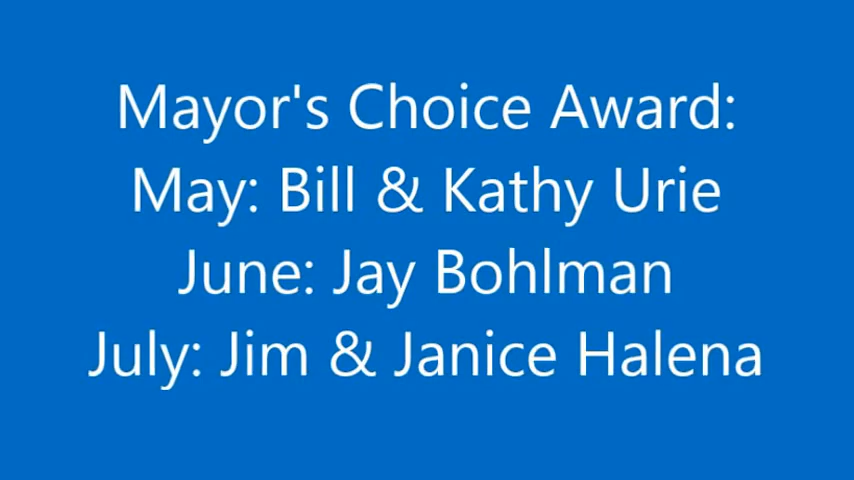 Mayor's Choice Award:
May: Bill & Kathy Urie
June: Jay Bohlman
July: Jim & Janice Halena